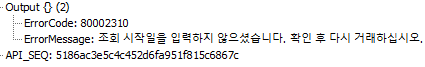 Output {} (2)
ErrorCode: 80002310
ErrorMessage: 조회 시작일을 입력하지 않으셨습니다. 확인 후 다시 거래하십시오.
API_SEQ: 5186ac3e5c4c452d6fa951f815c6867c